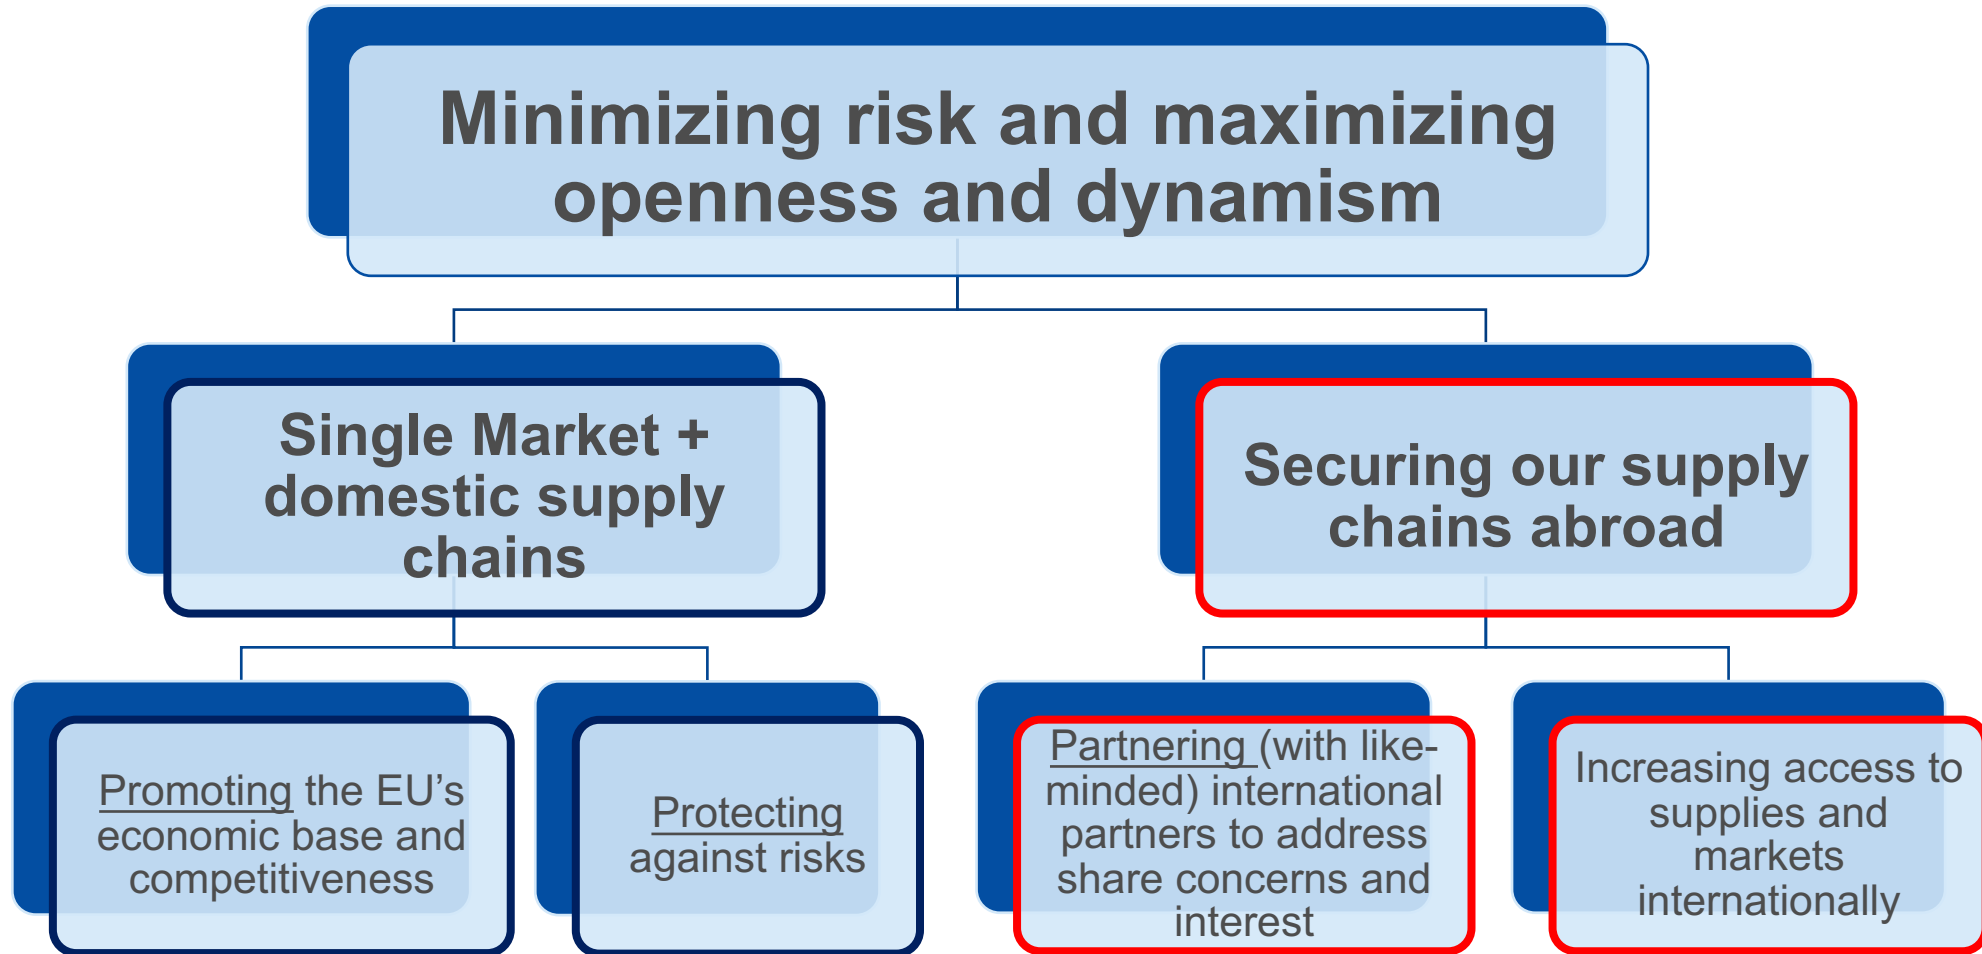 Minimizing risk and maximizing
openness and dynamism
Single Market +
domestic supply
chains
Securing our supply
chains abroad
Promoting the EU’s
economic base and
competitiveness
Protecting
against risks
Partnering (with like-
minded) international
partners to address
share concerns and
interest
Increasing access to
supplies and
markets
internationally